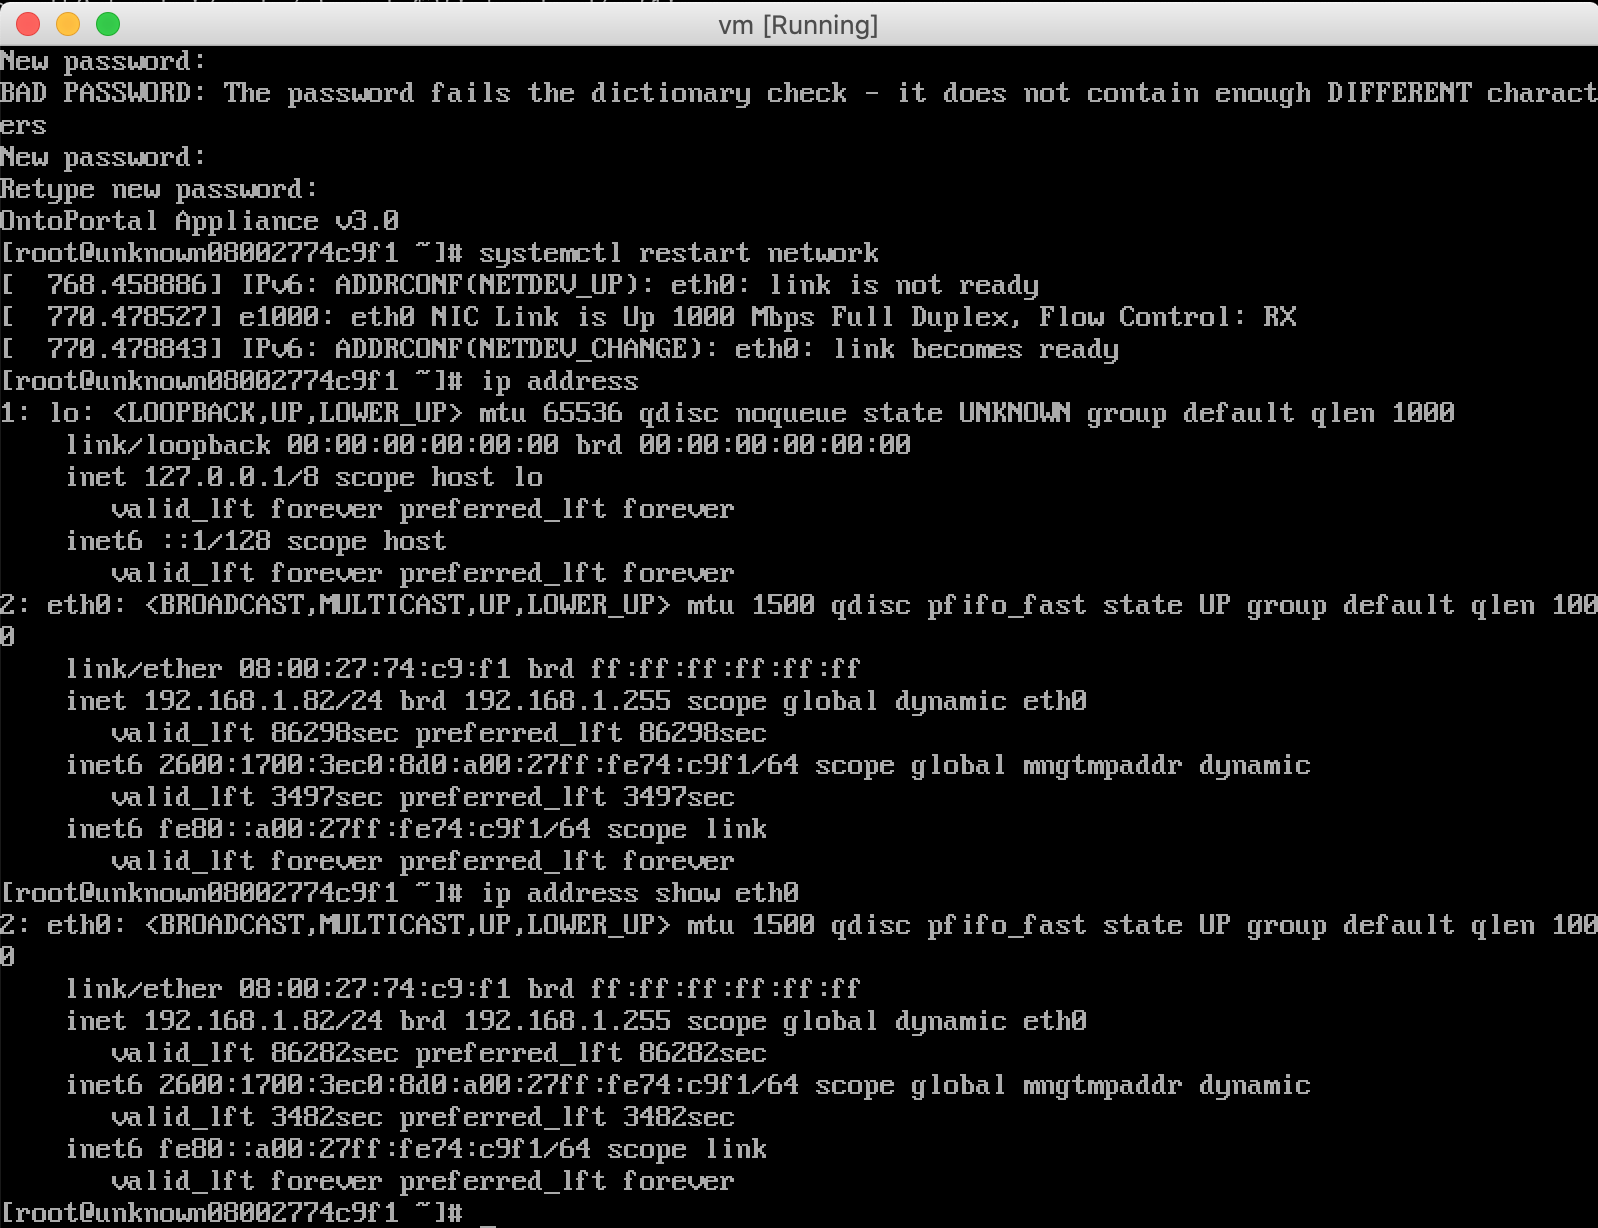 vm [Running]
New password:
BAD PASSWORD: The password fails the dictionary check - it does not contain enough DIFFERENT charact
ers
New password:
Retype new password:
OntoPortal Appliance v3.0
[root@unknown08002774c9f1 ~]# systemctl restart network
[  768.458886] IPv6: ADDRCONF(NETDEV_UP): eth0: link is not ready
[  770.478527] e1000: eth0 NIC Link is Up 1000 Mbps Full Duplex, Flow Control: RX
[  770.478843] IPv6: ADDRCONF(NETDEV_CHANGE): eth0: link becomes ready
[root@unknown08002774c9f1 ~]# ip address
1: lo: <LOOPBACK,UP,LOWER_UP> mtu 65536 qdisc noqueue state UNKNOWN group default qlen 1000
    link/loopback 00:00:00:00:00:00 brd 00:00:00:00:00:00
    inet 127.0.0.1/8 scope host lo
       valid_lft forever preferred_lft forever
    inet6 ::1/128 scope host
       valid_lft forever preferred_lft forever
2: eth0: <BROADCAST,MULTICAST,UP,LOWER_UP> mtu 1500 qdisc pfifo_fast state UP group default qlen 100
0
    link/ether 08:00:27:74:c9:f1 brd ff:ff:ff:ff:ff:ff
    inet 192.168.1.82/24 brd 192.168.1.255 scope global dynamic eth0
       valid_lft 86298sec preferred_lft 86298sec
    inet6 2600:1700:3ec0:8d0:a00:27ff:fe74:c9f1/64 scope global mngtmpaddr dynamic
       valid_lft 3497sec preferred_lft 3497sec
    inet6 fe80::a00:27ff:fe74:c9f1/64 scope link
       valid_lft forever preferred_lft forever
[root@unknown08002774c9f1 ~]# ip address show eth0
2: eth0: <BROADCAST,MULTICAST,UP,LOWER_UP> mtu 1500 qdisc pfifo_fast state UP group default qlen 100
0
    link/ether 08:00:27:74:c9:f1 brd ff:ff:ff:ff:ff:ff
    inet 192.168.1.82/24 brd 192.168.1.255 scope global dynamic eth0
       valid_lft 86282sec preferred_lft 86282sec
    inet6 2600:1700:3ec0:8d0:a00:27ff:fe74:c9f1/64 scope global mngtmpaddr dynamic
       valid_lft 3482sec preferred_lft 3482sec
    inet6 fe80::a00:27ff:fe74:c9f1/64 scope link
       valid_lft forever preferred_lft forever
[root@unknown08002774c9f1 ~]# _